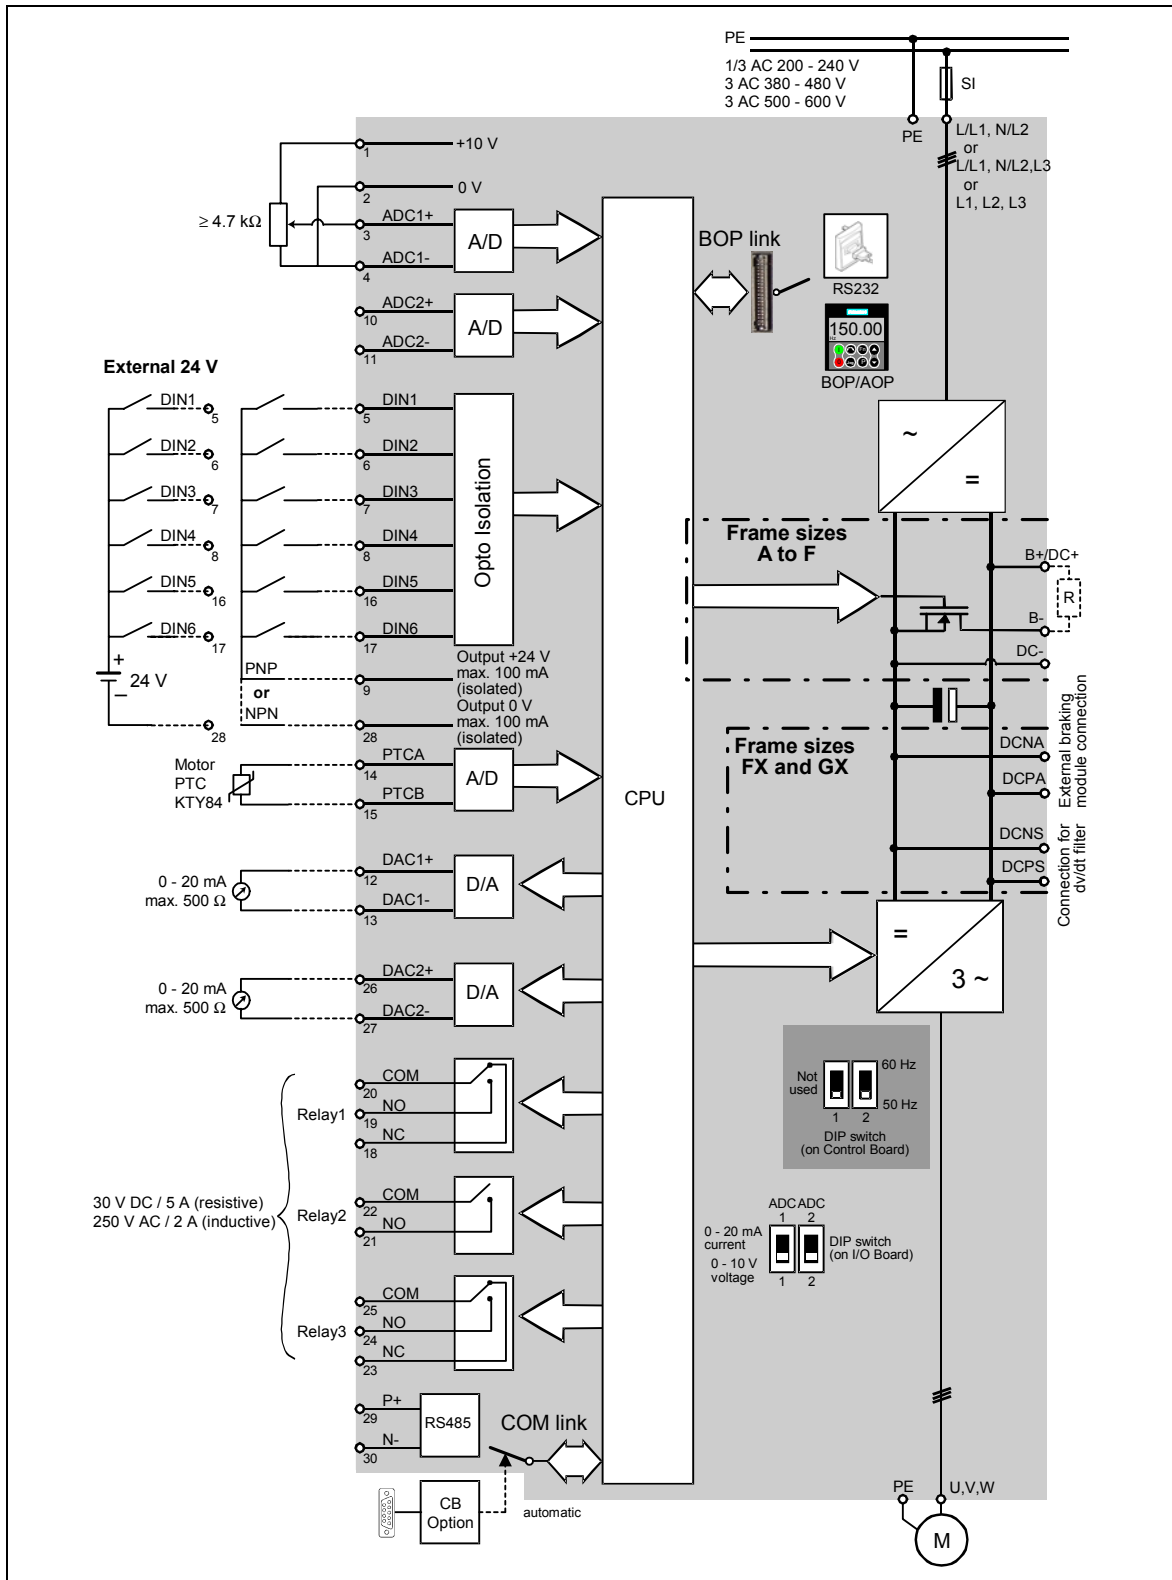 PE
1/3 AC 200 - 240 V
3 AC 380 - 480 V
3 AC 500 - 600 V
SI
PE
L/L1, N/L2
or
L/L1, N/L2,L3
or
L1, L2, L3
1
+10 V
2
0 V
≥ 4.7 kΩ
ADC1+
3
A/D
ADC1-
4
ADC2+
10
A/D
ADC2-
11
BOP link
RS232
150.00
Hz
BOP/AOP
External 24 V
DIN1
5
DIN1
5
DIN2
6
DIN2
6
DIN3
7
DIN3
7
DIN4
8
DIN4
8
DIN5
16
DIN5
16
DIN6
17
DIN6
17
Opto Isolation
~
=
Frame sizes
A to F
B+/DC+
R
B-
DC-
+
24 V
–
28
PNP
or
NPN
9
Output +24 V
max. 100 mA
(isolated)
28
Output 0 V
max. 100 mA
(isolated)
Motor
PTC
KTY84
PTCA
14
A/D
PTCB
15
CPU
Frame sizes
FX and GX
DCNA
DCPA
External braking
module connection
DCNS
DCPS
Connection for
dv/dt filter
0 - 20 mA
max. 500 Ω
DAC1+
12
D/A
DAC1-
13
=
3 ~
0 - 20 mA
max. 500 Ω
DAC2+
26
D/A
DAC2-
27
Not
used
60 Hz
50 Hz
1 2
DIP switch
(on Control Board)
30 V DC / 5 A (resistive)
250 V AC / 2 A (inductive)
Relay1
COM
20
NO
19
NC
18
Relay2
COM
22
NO
21
Relay3
COM
25
NO
24
NC
23
ADC ADC
1 2
0 - 20 mA
current
0 - 10 V
voltage
1 2
DIP switch
(on I/O Board)
P+
29
RS485
N-
30
COM link
CB
Option
automatic
PE
U,V,W
M